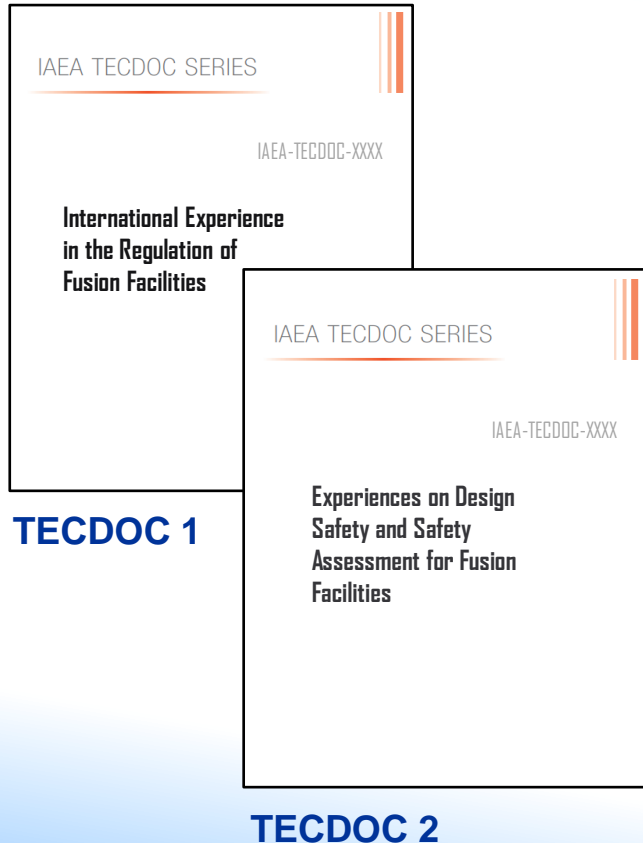 IAEA TECDOC SERIES
IAEA-TECDOC-XXXX
International Experience
in the Regulation of
Fusion Facilities
TECDOC 1
IAEA TECDOC SERIES
IAEA-TECDOC-XXXX
Experiences on Design
Safety and Safety
Assessment for Fusion
Facilities
TECDOC 2